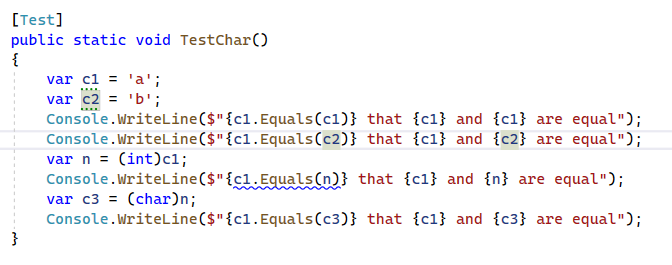 [Test]
public static void TestChar()
{
    var c1 = 'a';
    var c2 = 'b';
    Console.WriteLine($"{c1.Equals(c1)} that {c1} and {c1} are equal");
    Console.WriteLine($"{c1.Equals(c2)} that {c1} and {c2} are equal");
    var n = (int)c1;
    Console.WriteLine($"{c1.Equals(n)} that {c1} and {n} are equal");
    var c3 = (char)n;
    Console.WriteLine($"{c1.Equals(c3)} that {c1} and {c3} are equal");
}